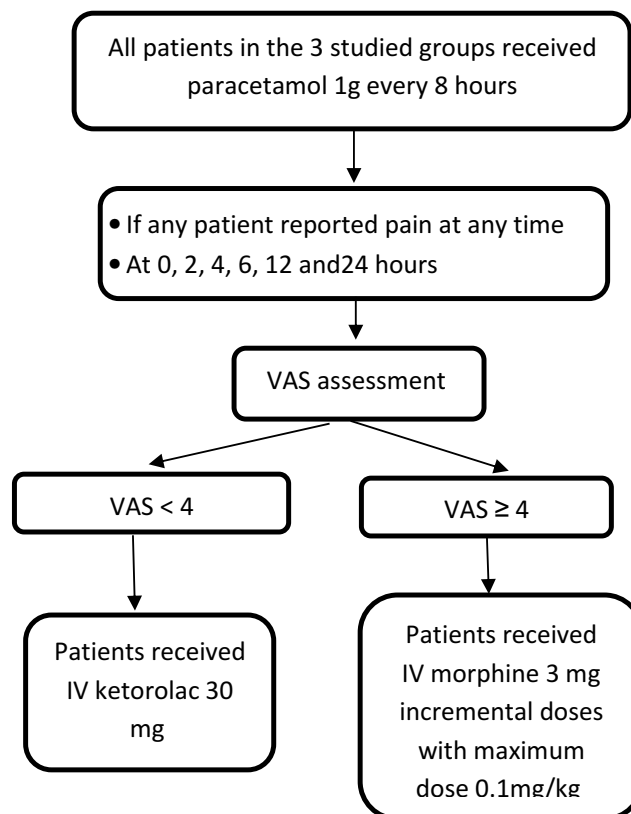 All patients in the 3 studied groups received
paracetamol 1g every 8 hours
• If any patient reported pain at any time
• At 0, 2, 4, 6, 12 and24 hours
VAS assessment
VAS < 4
VAS ≥ 4
Patients received
IV ketorolac 30
mg
Patients received
IV morphine 3 mg
incremental doses
with maximum
dose 0.1mg/kg